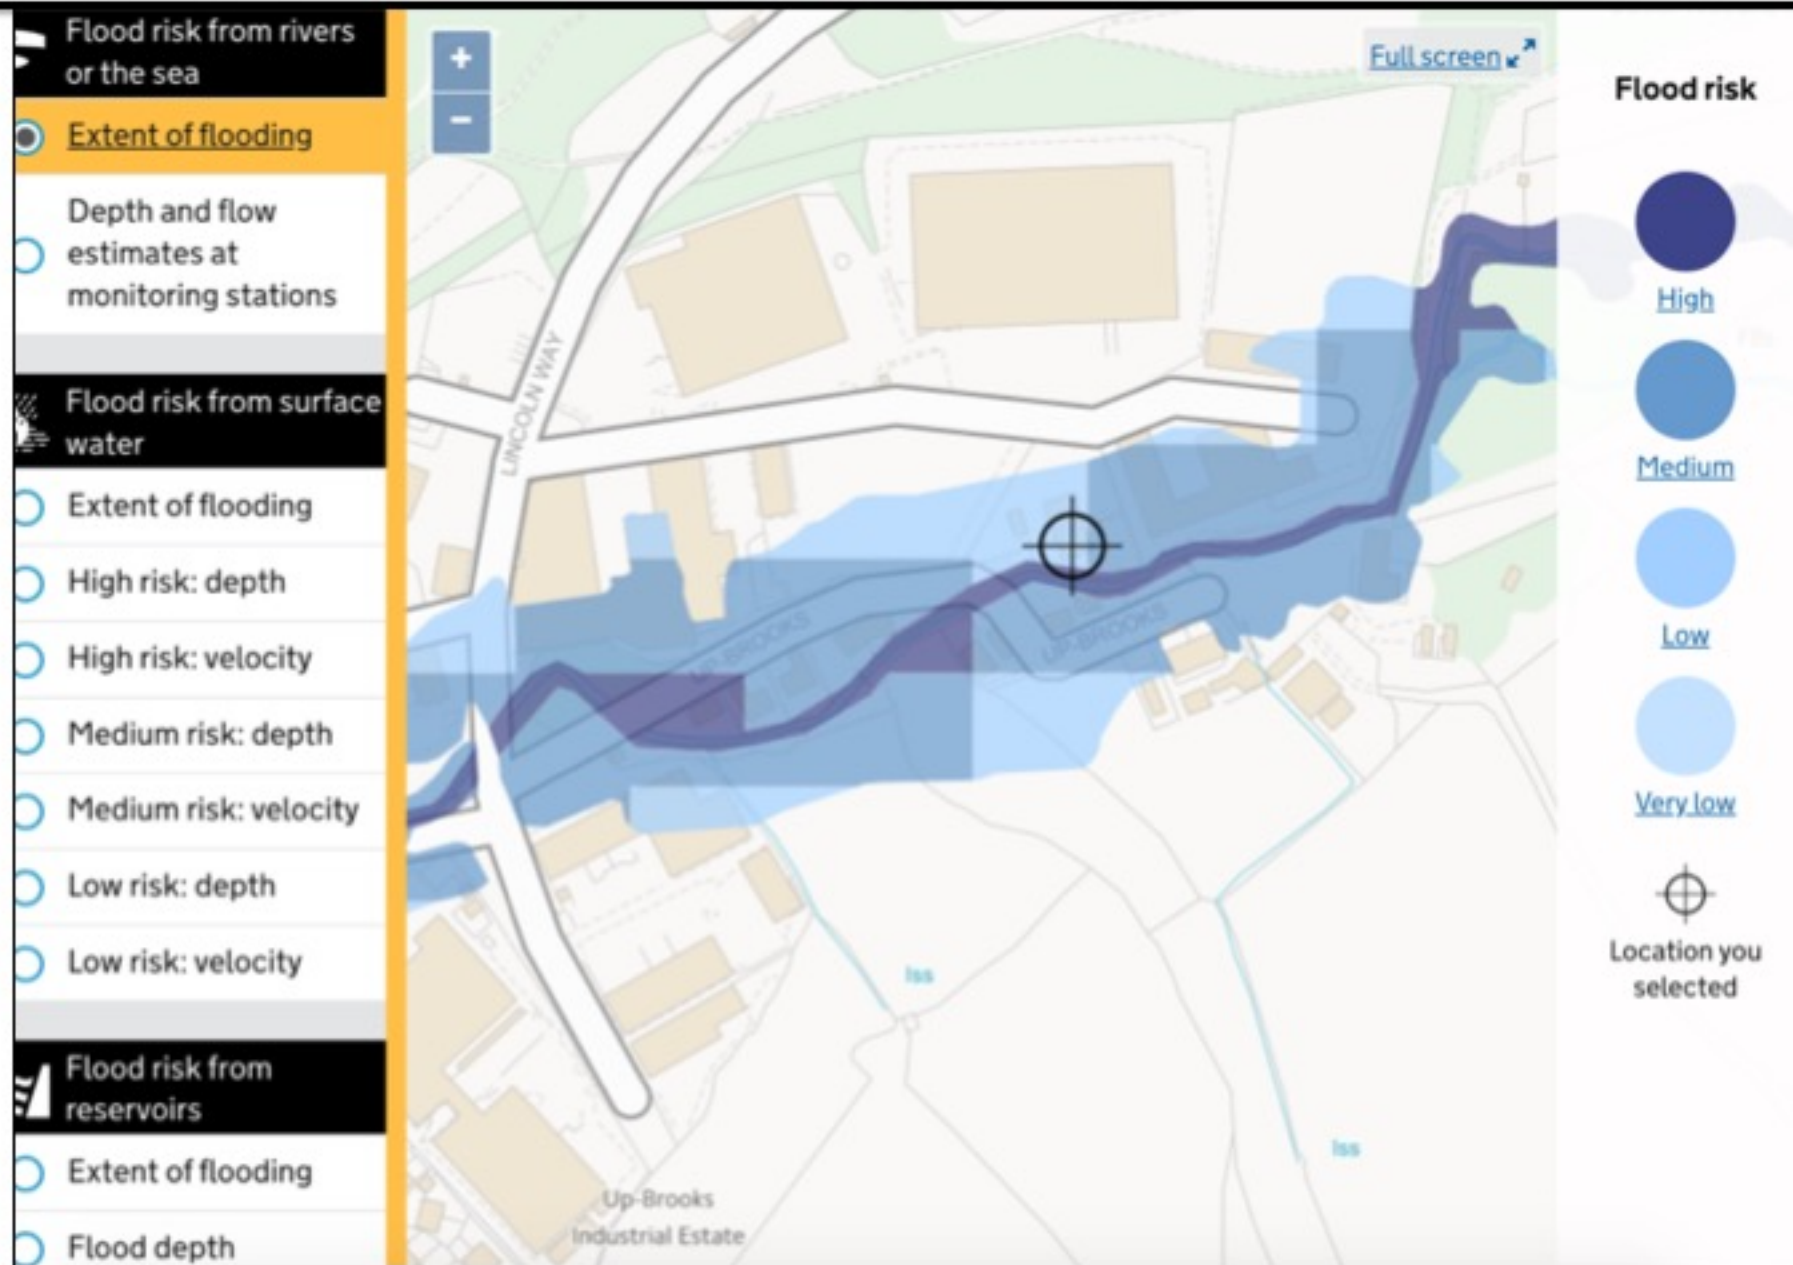 Flood risk from rivers
or the sea
Extent of flooding
Depth and flow
estimates at
monitoring stations
Flood risk from surface
water
Extent of flooding
High risk: depth
High risk: velocity
Medium risk: depth
Medium risk: velocity
Low risk: depth
Low risk: velocity
Flood risk from
reservoirs
Extent of flooding
Flood depth
+
−
Full screen
LINCOLN WAY
UP-BROOKS
UP-BROOKS
Iss
Iss
Up-Brooks
Industrial Estate
Flood risk
High
Medium
Low
Very low
Location you
selected